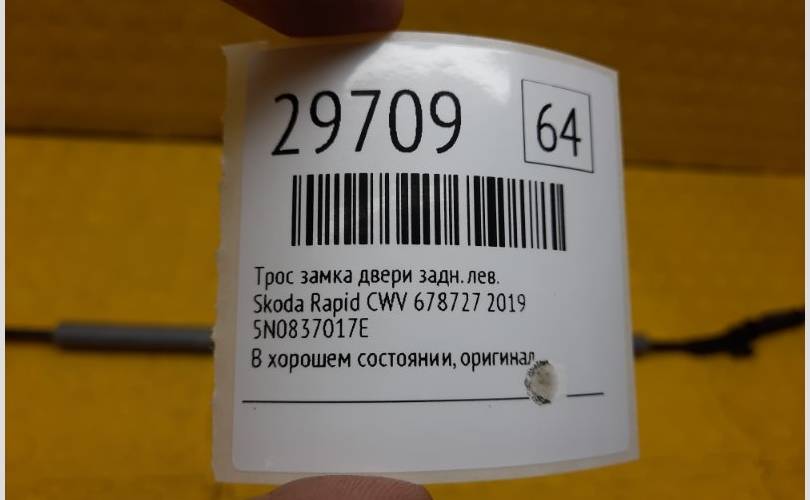 29709
64
Трос замка двери задн. лев.
Skoda Rapid CWV 678727 2019
5N0837017E
В хорошем состоянии, оригинал